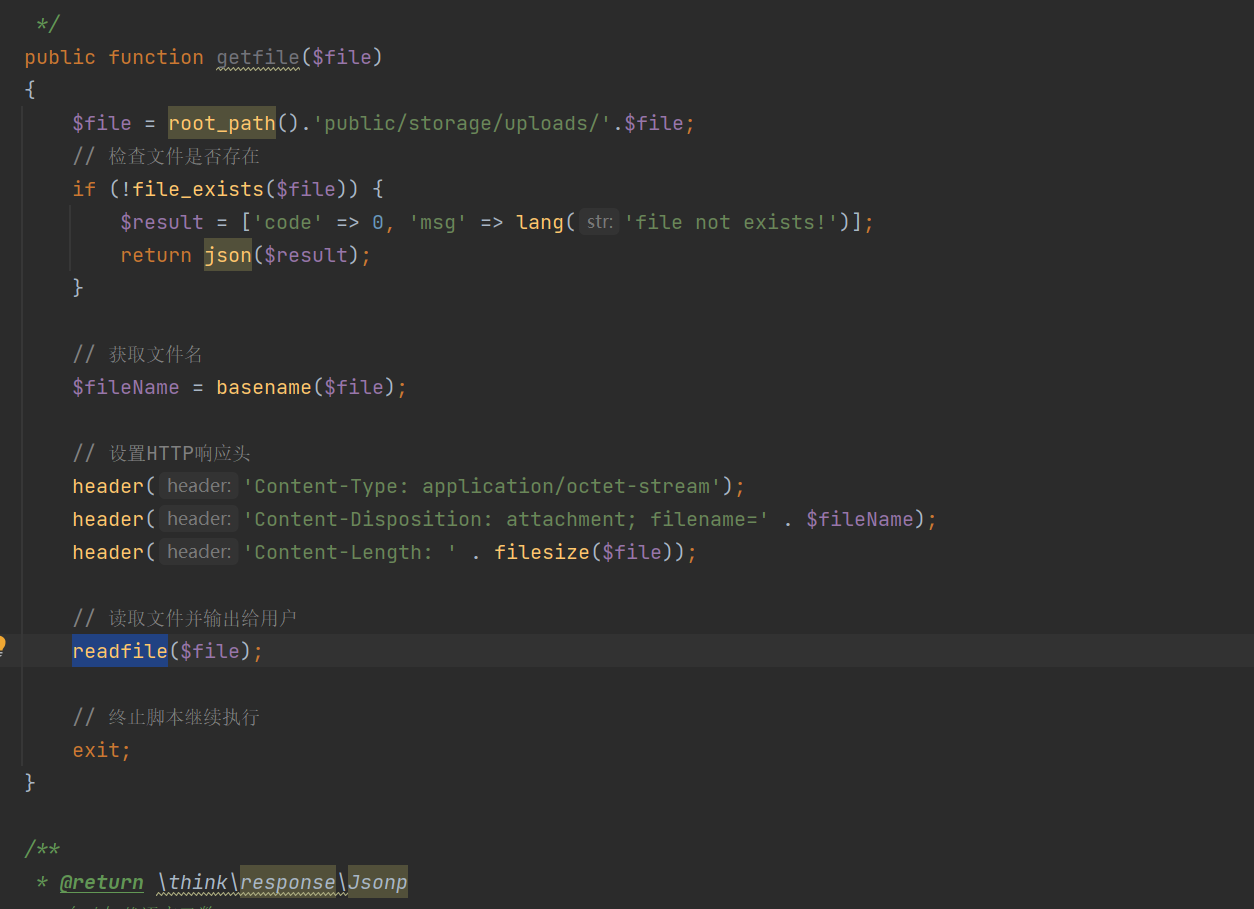 */
public function getfile($file)
{
$file = root_path().'public/storage/uploads/'.$file;
// 检查文件是否存在
if (!file_exists($file)) {
$result = ['code' => 0, 'msg' => lang( str: 'file not exists!')];
return json($result);
}
// 获取文件名
$fileName = basename($file);
// 设置HTTP响应头
header( header: 'Content-Type: application/octet-stream');
header( header: 'Content-Disposition: attachment; filename=' . $fileName);
header( header: 'Content-Length: ' . filesize($file));
// 读取文件并输出给用户
readfile($file);
// 终止脚本继续执行
exit;
}
/**
* @return \think\response\Jsonp